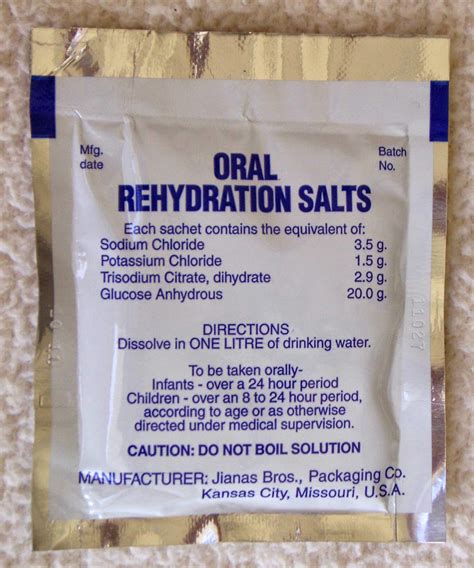 Mfg.
date
Batch
No.
ORAL
REHYDRATION SALTS
Each sachet contains the equivalent of:
Sodium Chloride 3.5 g.
Potassium Chloride 1.5 g.
Trisodium Citrate, dihydrate 2.9 g.
Glucose Anhydrous 20.0 g.
DIRECTIONS
Dissolve in ONE LITRE of drinking water.
To be taken orally-
Infants - over a 24 hour period
Children - over an 8 to 24 hour period,
according to age or as otherwise
directed under medical supervision.
CAUTION: DO NOT BOIL SOLUTION
MANUFACTURER: Jianas Bros., Packaging Co.
Kansas City, Missouri, U.S.A.